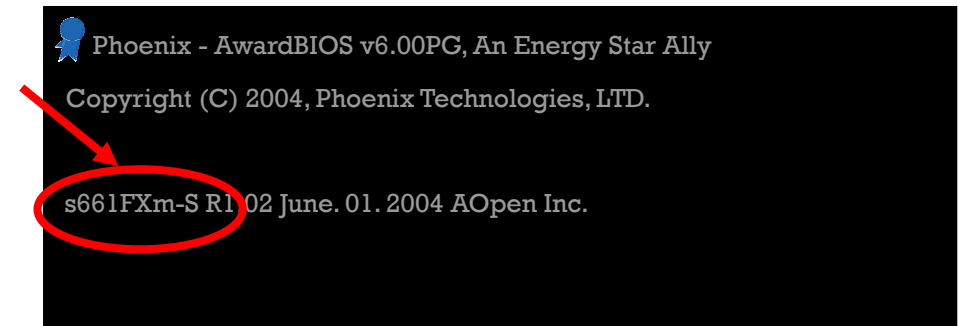 Phoenix - AwardBIOS v6.00PG, An Energy Star Ally
Copyright (C) 2004, Phoenix Technologies, LTD.
s661FXm-S R1.02 June. 01. 2004 AOpen Inc.